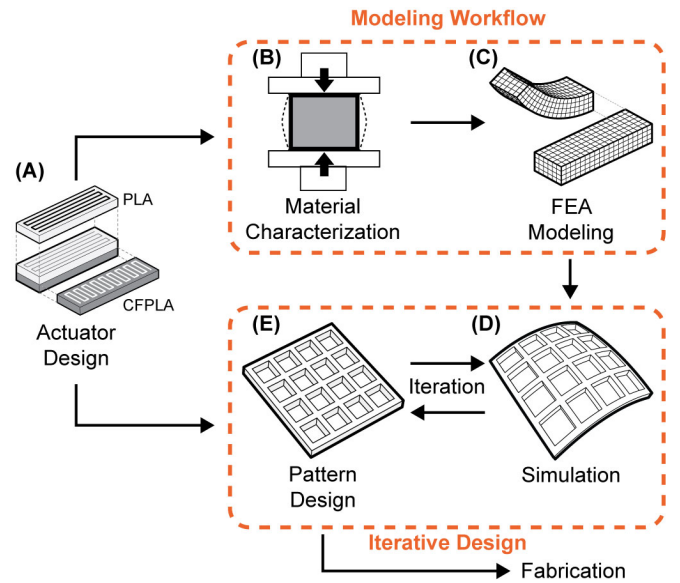 Modeling Workflow
(B)
(C)
(A)
PLA
CFPLA
Actuator
Design
Material
Characterization
FEA
Modeling
(E)
(D)
Iteration
Pattern
Design
Simulation
Iterative Design
Fabrication